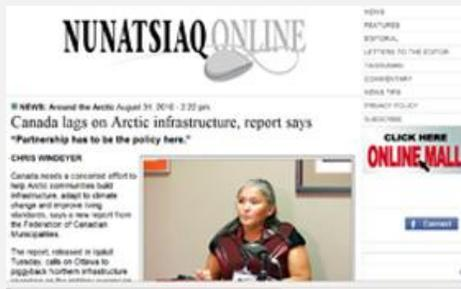 NUNATSIAQ ONLINE
NEWS
FEATURES
EDITORIAL
LETTERS TO THE EDITOR
TAISSUMANI
COMMENTARY
NEWS TIPS
PRIVACY POLICY
SUBSCRIBE
CLICK HERE
ONLINE MALL
Connect
NEWS: Around the Arctic August 31, 2010 - 2:22 pm
Canada lags on Arctic infrastructure, report says
“Partnership has to be the policy here.”
CHRIS WINDEYER
Canada needs a concerted effort to
help Arctic communities build
infrastructure, adapt to climate
change and improve living
standards, says a new report from
the Federation of Canadian
Municipalities.
The report, released in Iqaluit
Tuesday, calls on Ottawa to
piggyback Northern infrastructure